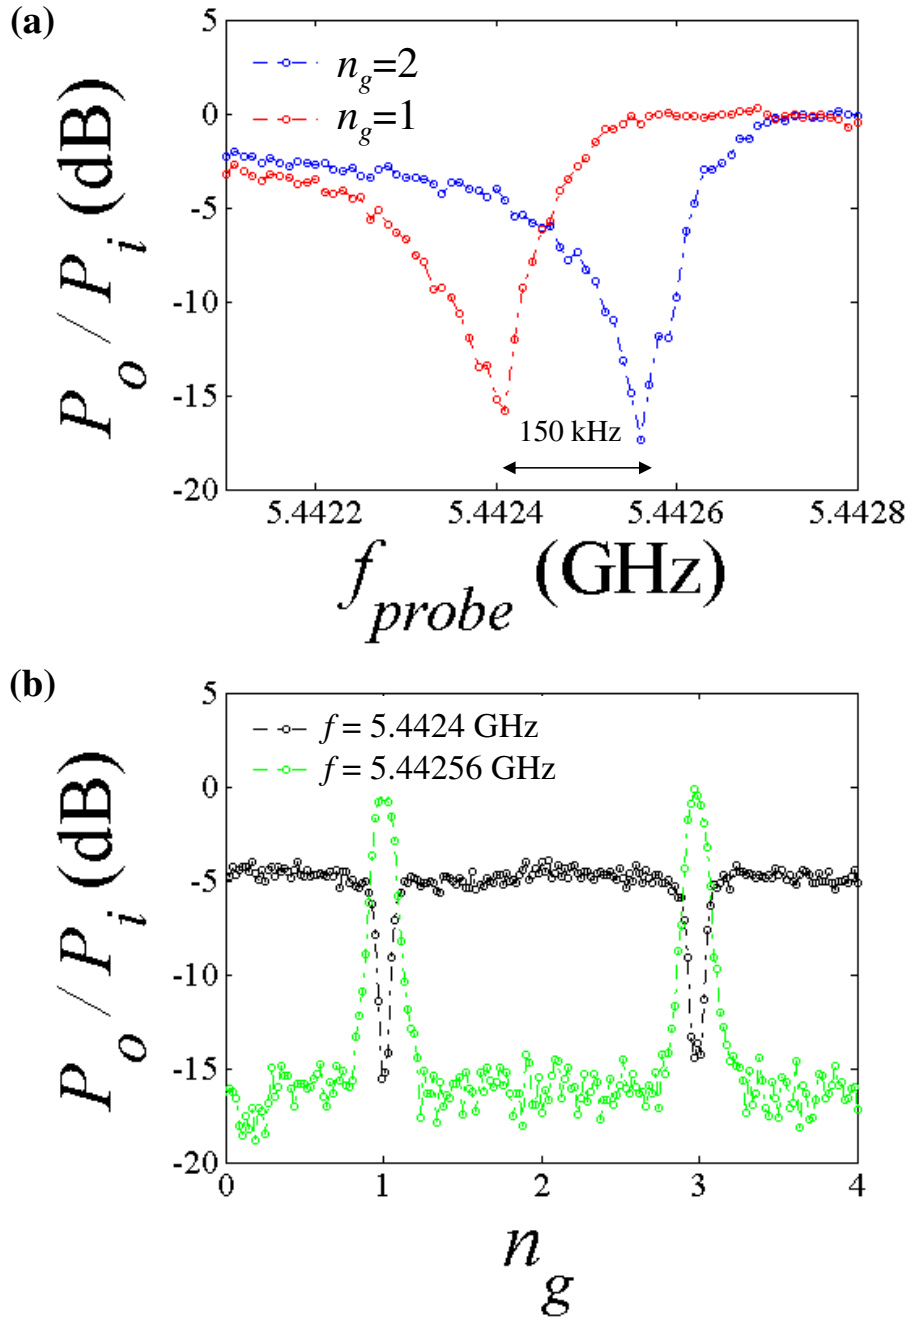 (a)
5
0
-5
-10
-15
-20
P_o / P_i (dB)
n_g=2
n_g=1
150 kHz
5.4422 5.4424 5.4426 5.4428
f_probe (GHz)
(b)
5
0
-5
-10
-15
-20
P_o / P_i (dB)
f = 5.4424 GHz
f = 5.44256 GHz
0 1 2 3 4
n_g